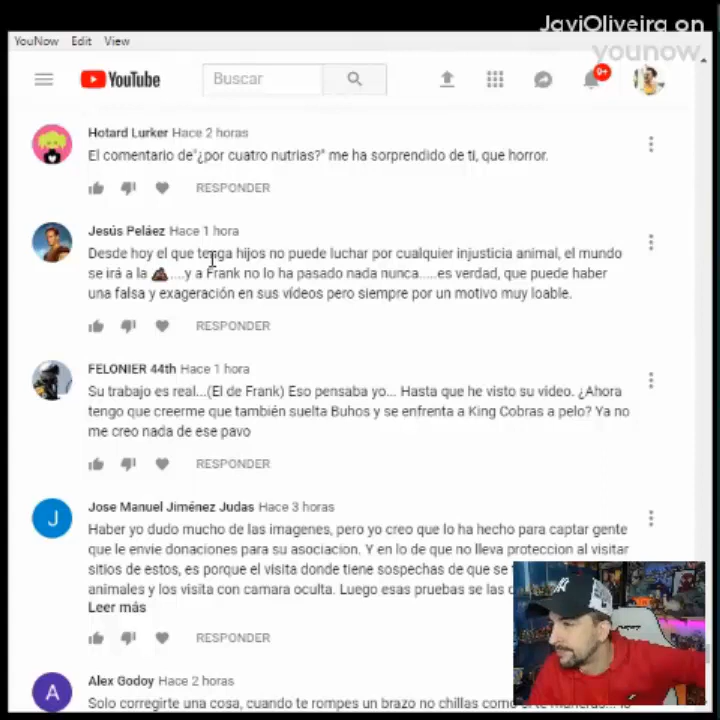 JaviOliveira on
younow
YouNow Edit View
YouTube
Buscar
9+
Hotard Lurker Hace 2 horas
El comentario de"¿por cuatro nutrias?" me ha sorprendido de ti, que horror.
RESPONDER
Jesús Peláez Hace 1 hora
Desde hoy el que tenga hijos no puede luchar por cualquier injusticia animal, el mundo
se irá a la 💩....y a Frank no lo ha pasado nada nunca.....es verdad, que puede haber
una falsa y exageración en sus vídeos pero siempre por un motivo muy loable.
RESPONDER
FELONIER 44th Hace 1 hora
Su trabajo es real...(El de Frank) Eso pensaba yo... Hasta que he visto su video. ¿Ahora
tengo que creerme que también suelta Buhos y se enfrenta a King Cobras a pelo? Ya no
me creo nada de ese pavo
RESPONDER
J
Jose Manuel Jiménez Judas Hace 3 horas
Haber yo dudo mucho de las imagenes, pero yo creo que lo ha hecho para captar gente
que le envie donaciones para su asociacion. Y en lo de que no lleva proteccion al visitar
sitios de estos, es porque el visita donde tiene sospechas de que se
animales y los visita con camara oculta. Luego esas pruebas se las
Leer más
RESPONDER
A
Alex Godoy Hace 2 horas
Solo corregirte una cosa, cuando te rompes un brazo no chillas como